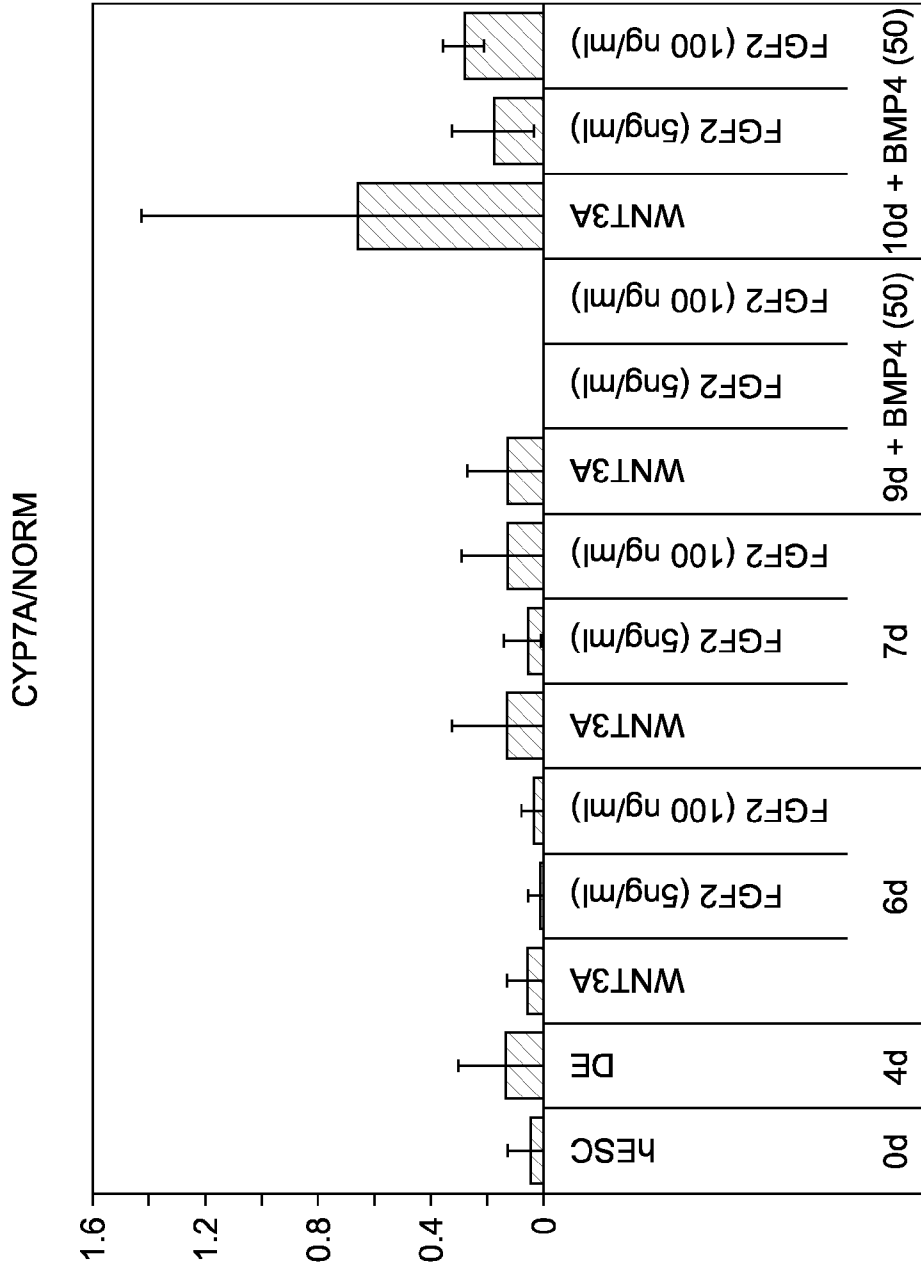 CYP7A/NORM
1.6
1.2
0.8
0.4
0
hESC
DE
WNT3A
FGF2 (5ng/ml)
FGF2 (100 ng/ml)
WNT3A
FGF2 (5ng/ml)
FGF2 (100 ng/ml)
WNT3A
FGF2 (5ng/ml)
FGF2 (100 ng/ml)
WNT3A
FGF2 (5ng/ml)
FGF2 (100 ng/ml)
0d
4d
6d
7d
9d + BMP4 (50)
10d + BMP4 (50)